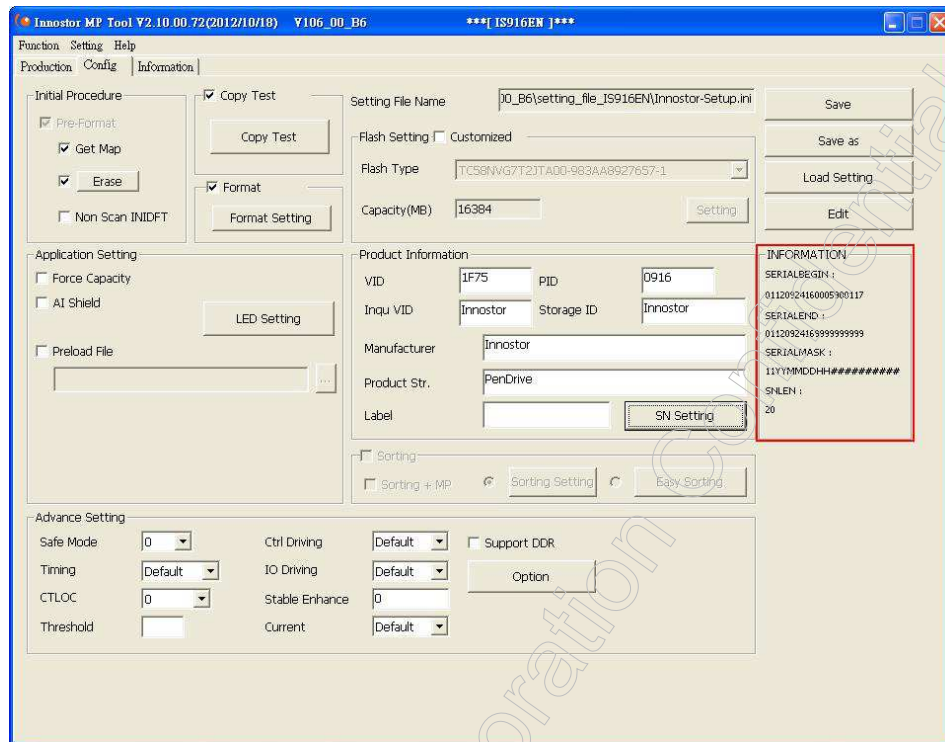 Innostor MP Tool V2.10.00.72(2012/10/18) V106_00_B6 ***[ IS916EN ]***
Function Setting Help
Production Config Information
Initial Procedure
Pre-Format
Get Map
Erase
Non Scan INIDFT
Copy Test
Copy Test
Format
Format Setting
Setting File Name 00_B6\setting_file_IS916EN\Innostor-Setup.ini
Flash Setting Customized
Flash Type TC58NVG7T2JTA00-983AA8927657-1
Capacity(MB) 16384 Setting
Save
Save as
Load Setting
Edit
Application Setting
Force Capacity
AI Shield
LED Setting
Preload File
...
Product Information
VID 1F75 PID 0916
Inqu VID Innostor Storage ID Innostor
Manufacturer Innostor
Product Str. PenDrive
Label SN Setting
INFORMATION
SERIALBEGIN :
01120924160005900117
SERIALEND :
01120924169999999999
SERIALMASK :
11YYMMDDHH##########
SNLEN :
20
Sorting
Sorting + MP Sorting Setting Easy Sorting
Advance Setting
Safe Mode 0 Ctrl Driving Default Support DDR
Timing Default IO Driving Default Option
CTLOC 0 Stable Enhance 0
Threshold Current Default
oration Confidential